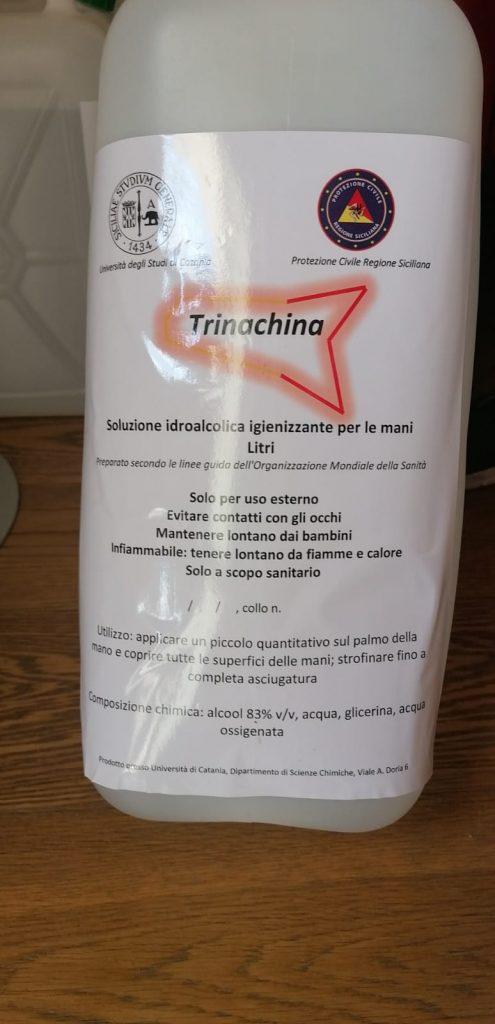 SICILIAE STVDIVM GENERALE
1434
Università degli Studi di Catania
PROTEZIONE CIVILE
REGIONE SICILIANA
Protezione Civile Regione Siciliana
Trinachina
Soluzione idroalcolica igienizzante per le mani
Litri
Preparato secondo le linee guida dell'Organizzazione Mondiale della Sanità
Solo per uso esterno
Evitare contatti con gli occhi
Mantenere lontano dai bambini
Infiammabile: tenere lontano da fiamme e calore
Solo a scopo sanitario
/ / , collo n.
Utilizzo: applicare un piccolo quantitativo sul palmo della
mano e coprire tutte le superfici delle mani; strofinare fino a
completa asciugatura
Composizione chimica: alcool 83% v/v, acqua, glicerina, acqua
ossigenata
Prodotto presso Università di Catania, Dipartimento di Scienze Chimiche, Viale A. Doria 6